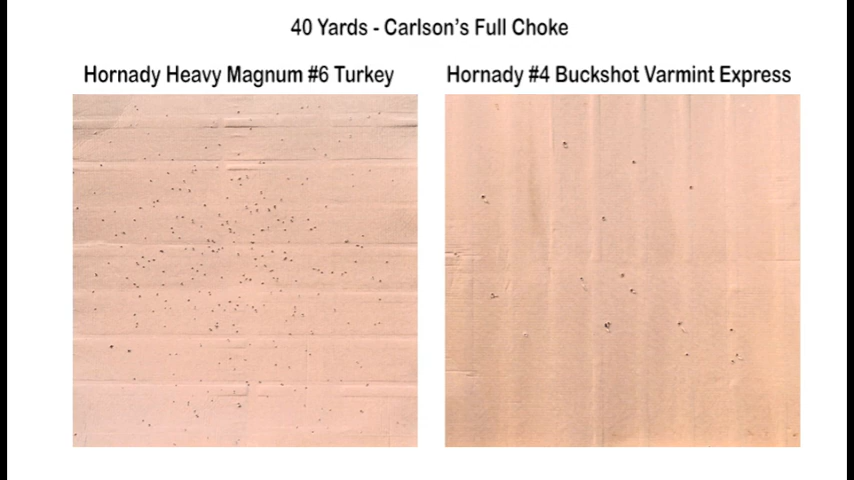 40 Yards - Carlson's Full Choke
Hornady Heavy Magnum #6 Turkey
Hornady #4 Buckshot Varmint Express